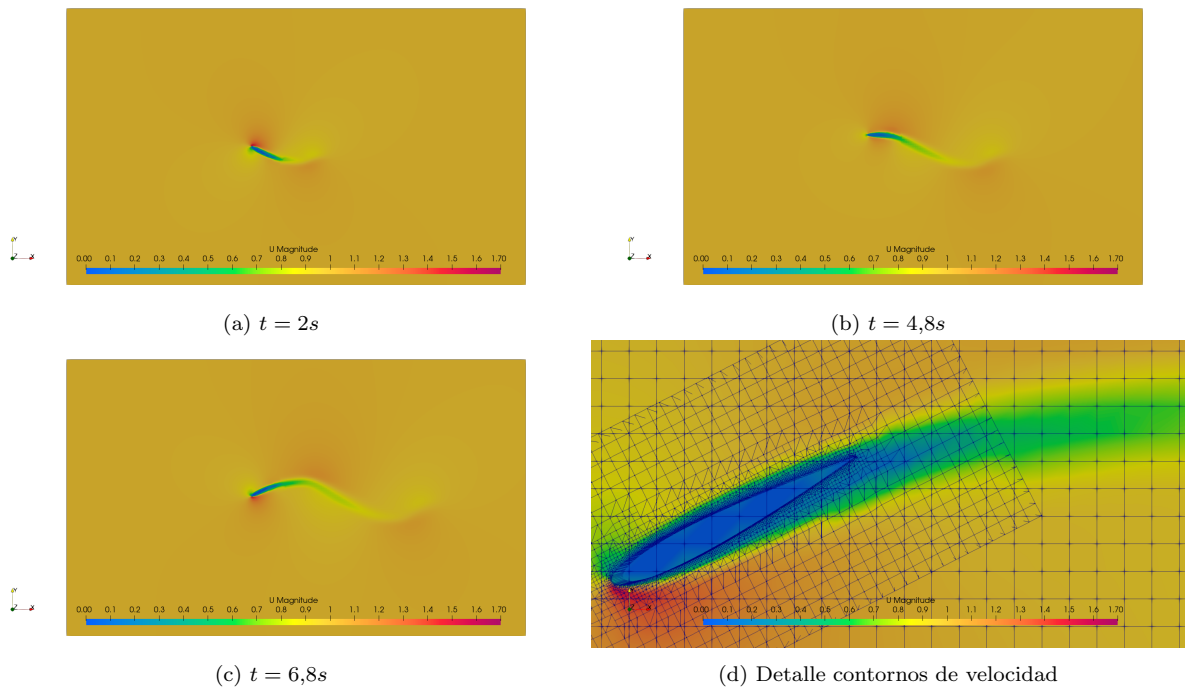 U Magnitude
0.00 0.1 0.2 0.3 0.4 0.5 0.6 0.7 0.8 0.9 1 1.1 1.2 1.3 1.4 1.5 1.6 1.70
Y
Z X
(a) t = 2s
U Magnitude
0.00 0.1 0.2 0.3 0.4 0.5 0.6 0.7 0.8 0.9 1 1.1 1.2 1.3 1.4 1.5 1.6 1.70
Y
Z X
(b) t = 4,8s
U Magnitude
0.00 0.1 0.2 0.3 0.4 0.5 0.6 0.7 0.8 0.9 1 1.1 1.2 1.3 1.4 1.5 1.6 1.70
Y
Z X
(c) t = 6,8s
U Magnitude
0.00 0.1 0.2 0.3 0.4 0.5 0.6 0.7 0.8 0.9 1 1.1 1.2 1.3 1.4 1.5 1.6 1.70
(d) Detalle contornos de velocidad